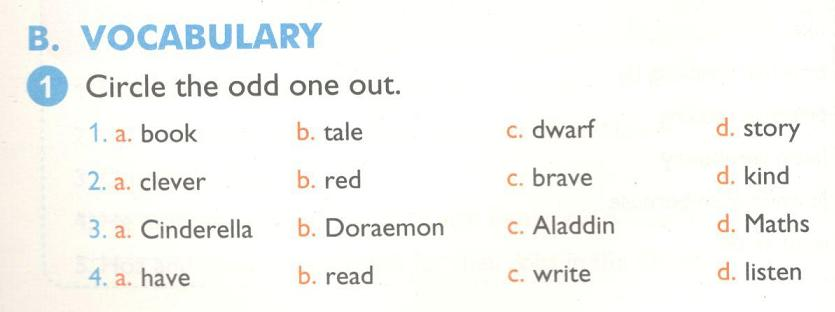 B. VOCABULARY
1 Circle the odd one out.
1. a. book b. tale c. dwarf d. story
2. a. clever b. red c. brave d. kind
3. a. Cinderella b. Doraemon c. Aladdin d. Maths
4. a. have b. read c. write d. listen